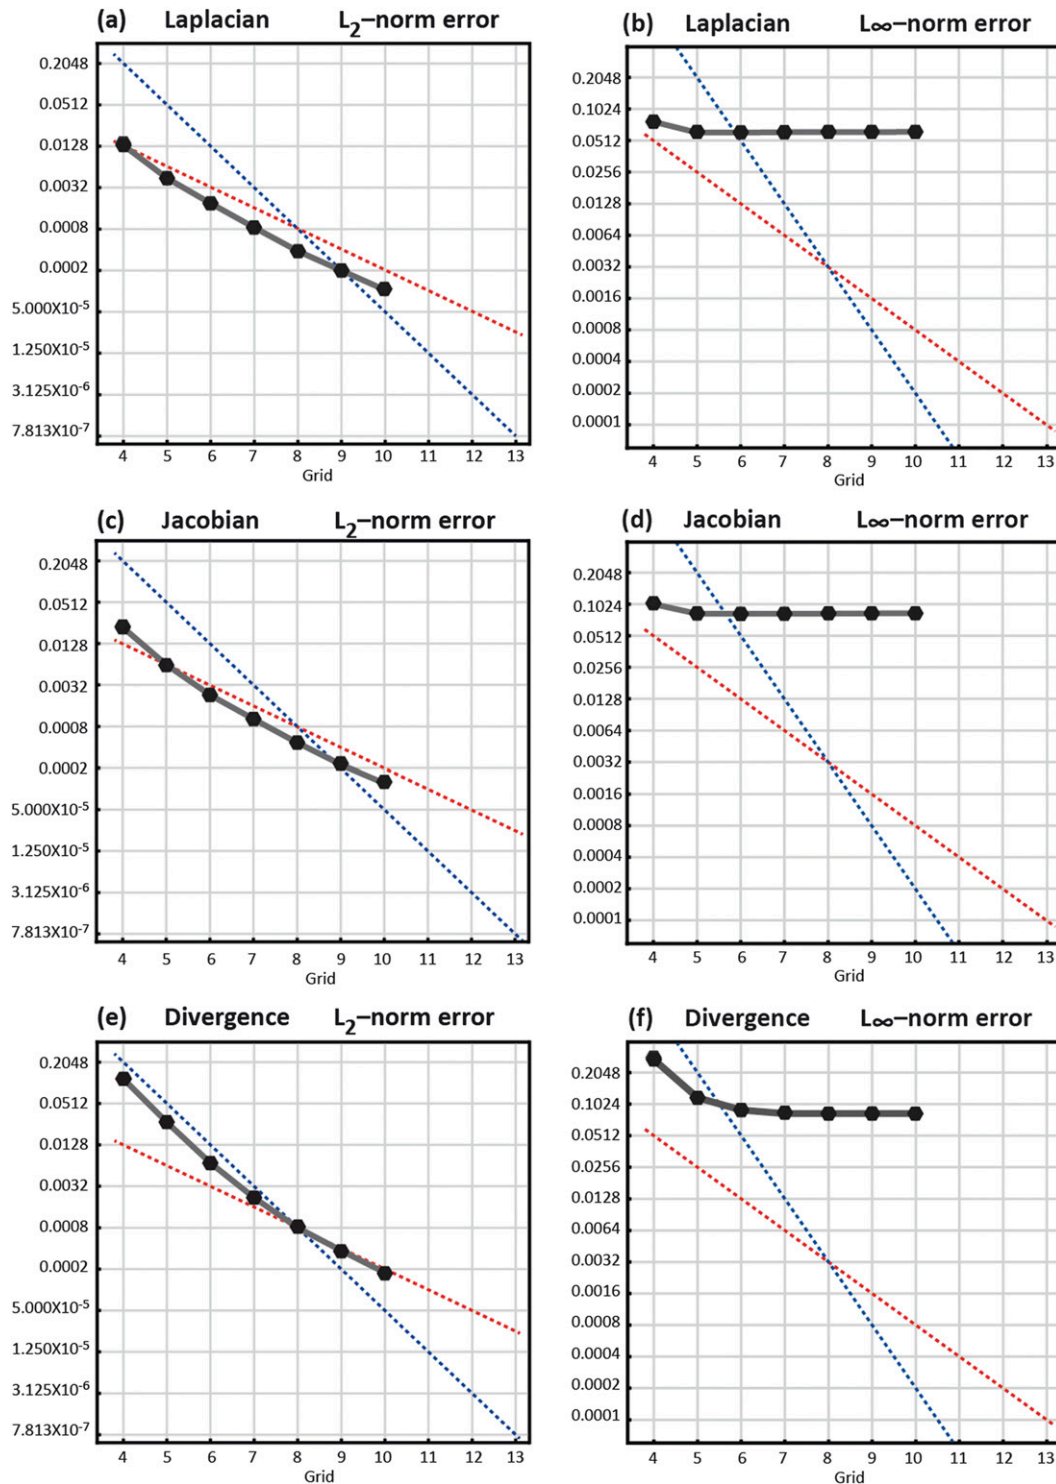 (a) Laplacian L2–norm error
0.2048
0.0512
0.0128
0.0032
0.0008
0.0002
5.000X10-5
1.250X10-5
3.125X10-6
7.813X10-7
4 5 6 7 8 9 10 11 12 13
Grid
(b) Laplacian L∞–norm error
0.2048
0.1024
0.0512
0.0256
0.0128
0.0064
0.0032
0.0016
0.0008
0.0004
0.0002
0.0001
4 5 6 7 8 9 10 11 12 13
Grid
(c) Jacobian L2–norm error
0.2048
0.0512
0.0128
0.0032
0.0008
0.0002
5.000X10-5
1.250X10-5
3.125X10-6
7.813X10-7
4 5 6 7 8 9 10 11 12 13
Grid
(d) Jacobian L∞–norm error
0.2048
0.1024
0.0512
0.0256
0.0128
0.0064
0.0032
0.0016
0.0008
0.0004
0.0002
0.0001
4 5 6 7 8 9 10 11 12 13
Grid
(e) Divergence L2–norm error
0.2048
0.0512
0.0128
0.0032
0.0008
0.0002
5.000X10-5
1.250X10-5
3.125X10-6
7.813X10-7
4 5 6 7 8 9 10 11 12 13
Grid
(f) Divergence L∞–norm error
0.2048
0.1024
0.0512
0.0256
0.0128
0.0064
0.0032
0.0016
0.0008
0.0004
0.0002
0.0001
4 5 6 7 8 9 10 11 12 13
Grid